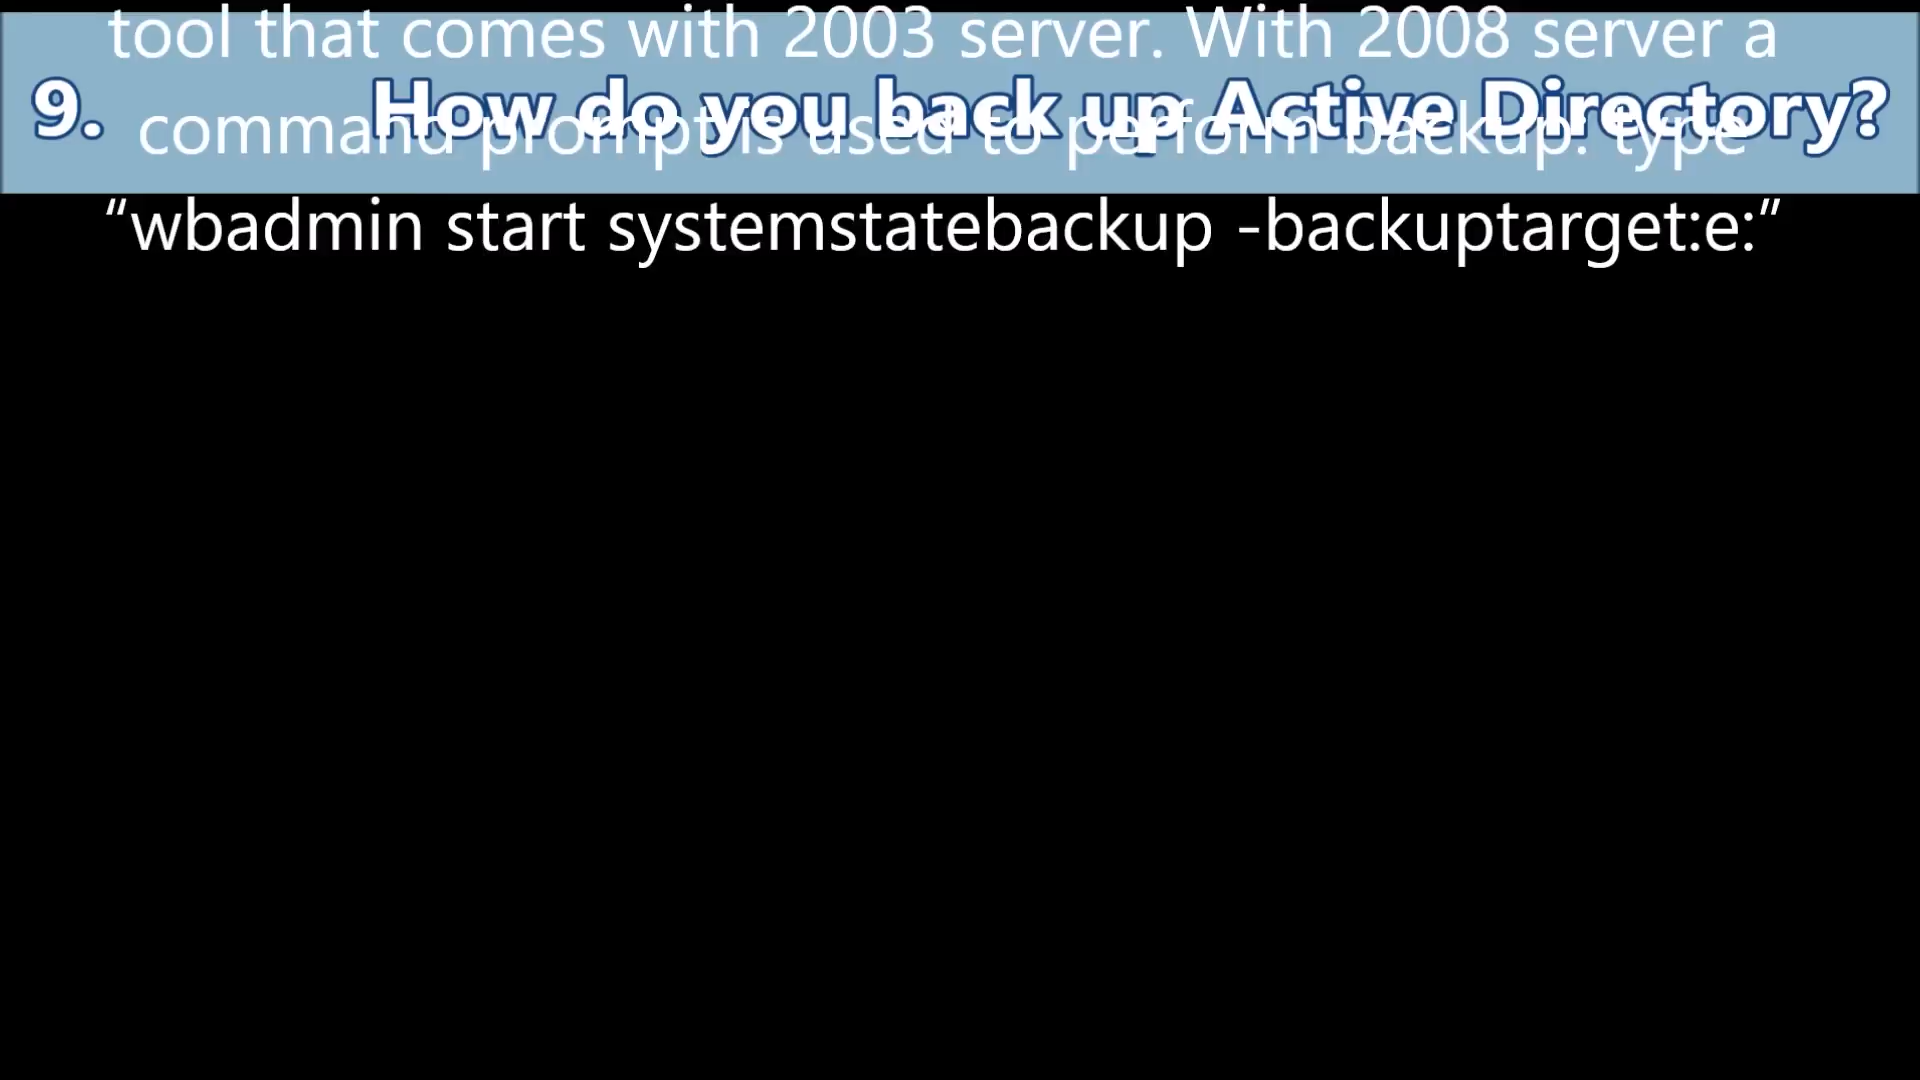 tool that comes with 2003 server. With 2008 server a
9. How do you back up Active Directory?
command prompt is used to perform backup: type
“wbadmin start systemstatebackup -backuptarget:e:”